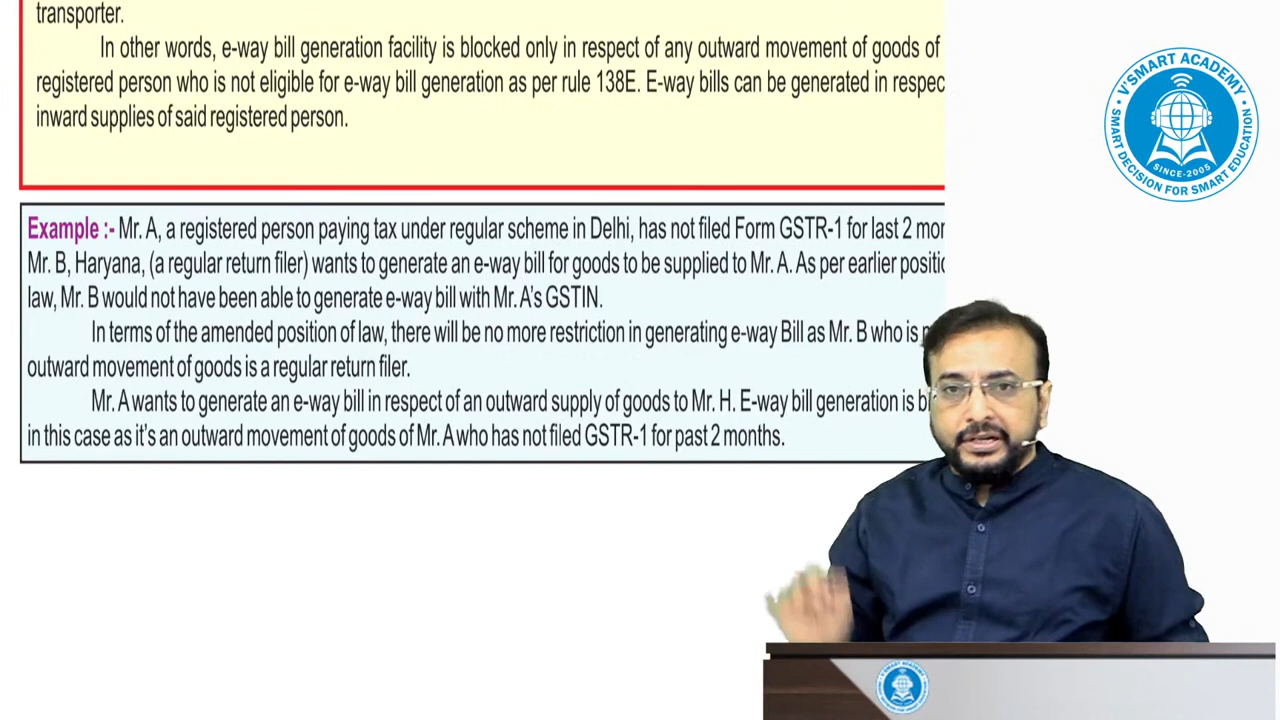 transporter.
In other words, e-way bill generation facility is blocked only in respect of any outward movement of goods of
registered person who is not eligible for e-way bill generation as per rule 138E. E-way bills can be generated in
inward supplies of said registered person.
Example :- Mr. A, a registered person paying tax under regular scheme in Delhi, has not filed Form GSTR-1 for last 2
Mr. B, Haryana, (a regular return filer) wants to generate an e-way bill for goods to be supplied to Mr. A. As per earlier
law, Mr. B would not have been able to generate e-way bill with Mr. A's GSTIN.
In terms of the amended position of law, there will be no more restriction in generating e-way Bill as Mr. B who is
outward movement of goods is a regular return filer.
Mr. A wants to generate an e-way bill in respect of an outward supply of goods to Mr. H. E-way bill generation is
in this case as it's an outward movement of goods of Mr. A who has not filed GSTR-1 for past 2 months.
V'SMART ACADEMY
SMART DECISION FOR SMART EDUCATION
SINCE-2005